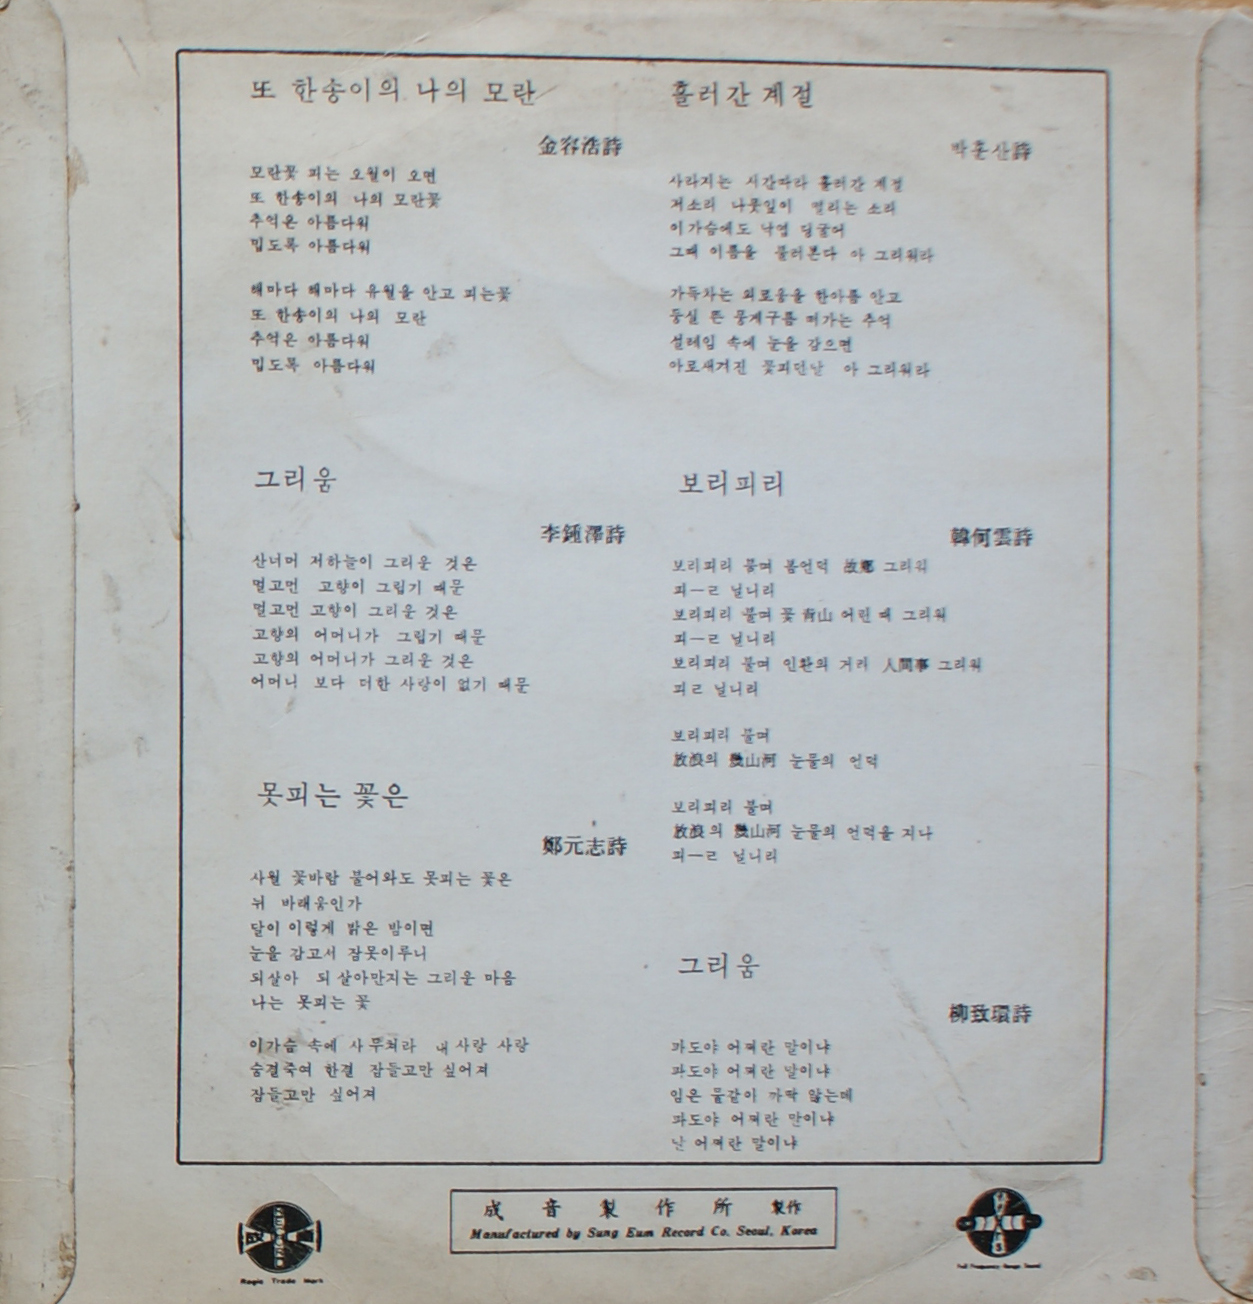 또 한송이의 나의 모란
金容浩詩
모란꽃 피는 오월이 오면
또 한송이의 나의 모란꽃
추억은 아름다워
밉도록 아름다워
해마다 해마다 유월을 안고 피는꽃
또 한송이의 나의 모란
추억은 아름다워
밉도록 아름다워
그리움
李鍾澤詩
산너머 저하늘이 그리운 것은
멀고먼 고향이 그립기 때문
멀고먼 고향이 그리운 것은
고향의 어머니가 그립기 때문
고향의 어머니가 그리운 것은
어머니 보다 더한 사랑이 없기 때문
못피는 꽃은
鄭元志詩
사월 꽃바람 불어와도 못피는 꽃은
뉘 바래움인가
달이 이렇게 밝은 밤이면
눈을 감고서 잠못이루니
되살아 되살아만지는 그리운 마음
나는 못피는 꽃
이가슴 속에 사무쳐라 내사랑 사랑
숨결죽여 한결 잠들고만 싶어져
잠들고만 싶어져
흘러간 계절
박훈산詩
사라지는 시간따라 흘러간 계절
저소리 나뭇잎이 떨리는 소리
이가슴에도 낙엽 딩굴어
그때 이름을 불러본다 아 그리워라
가득차는 외로움을 한아름 안고
둥실 뜬 뭉게구름 떠가는 추억
설레임 속에 눈을 감으면
아로새겨진 꽃피던날 아 그리워라
보리피리
韓何雲詩
보리피리 불며 봄언덕 故鄕 그리워
피―ㄹ 닐니리
보리피리 불며 꽃 靑山 어린 때 그리워
피―ㄹ 닐니리
보리피리 불며 인환의 거리 人間事 그리워
피ㄹ 닐니리
보리피리 불며
放浪의 幾山河 눈물의 언덕
보리피리 불며
放浪의 幾山河 눈물의 언덕을 지나
피―ㄹ 닐니리
그리움
柳致環詩
파도야 어쩌란 말이냐
파도야 어쩌란 말이냐
임은 물같이 까딱 않는데
파도야 어쩌란 말이냐
날 어쩌란 말이냐
成音製作所 製作
Manufactured by Sung Eum Record Co. Seoul, Korea
Regis Trade Mark
Full Frequency Range Sound